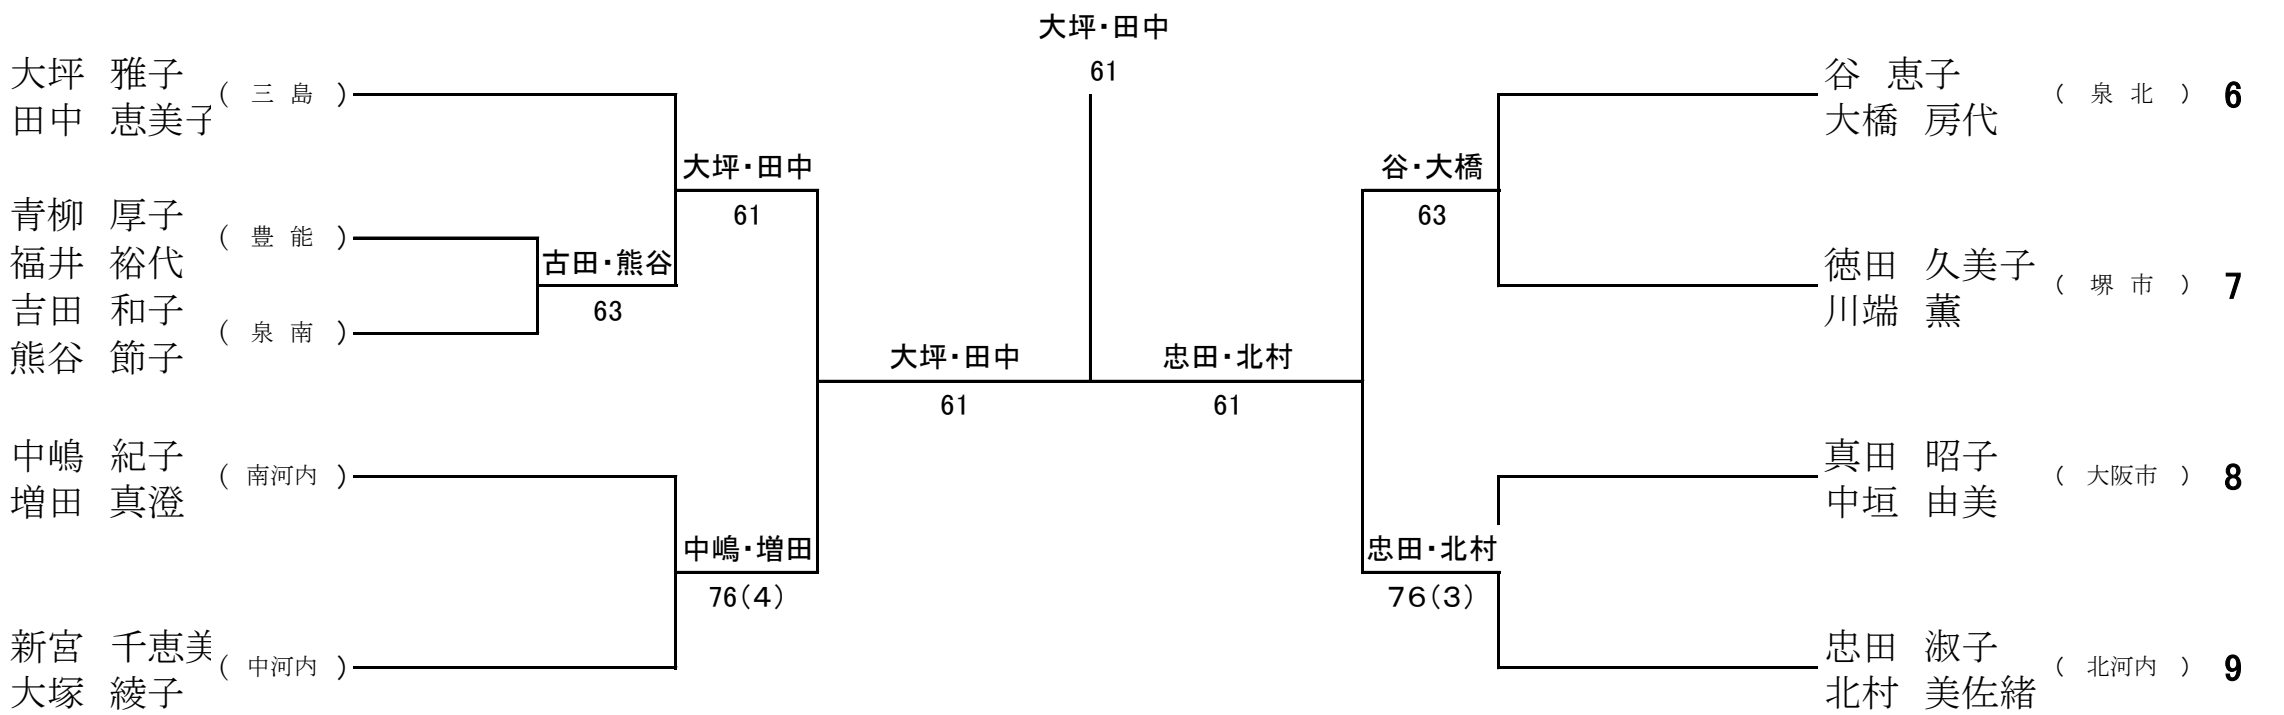 大坪・田中
61
大坪 雅子
田中 恵美子
( 三 島 )
谷 恵子
大橋 房代
( 泉 北 ) 6
大坪・田中
61
谷・大橋
63
青柳 厚子
福井 裕代
( 豊 能 )
古田・熊谷
63
吉田 和子
熊谷 節子
( 泉 南 )
徳田 久美子
川端 薫
( 堺 市 ) 7
大坪・田中
61
忠田・北村
61
中嶋 紀子
増田 真澄
( 南河内 )
真田 昭子
中垣 由美
( 大阪市 ) 8
中嶋・増田
76(4)
忠田・北村
76(3)
新宮 千恵美
大塚 綾子
( 中河内 )
忠田 淑子
北村 美佐緒
( 北河内 ) 9